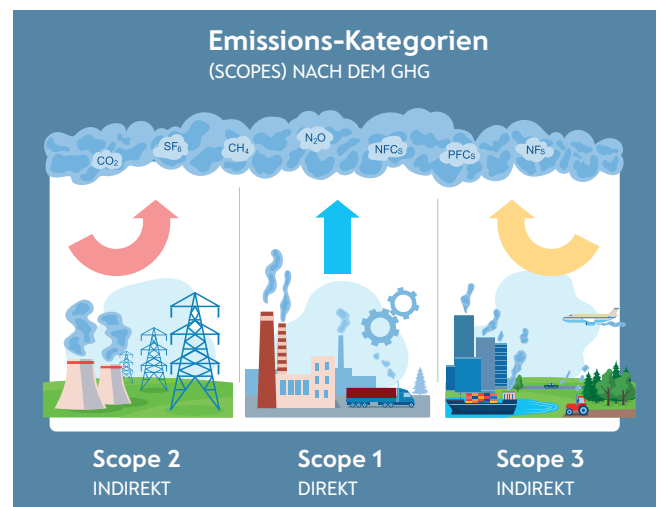 Emissions-Kategorien
(SCOPES) NACH DEM GHG
CO₂
SF₆
CH₄
N₂O
NFCs
PFCs
NFs
Scope 2
INDIREKT
Scope 1
DIREKT
Scope 3
INDIREKT